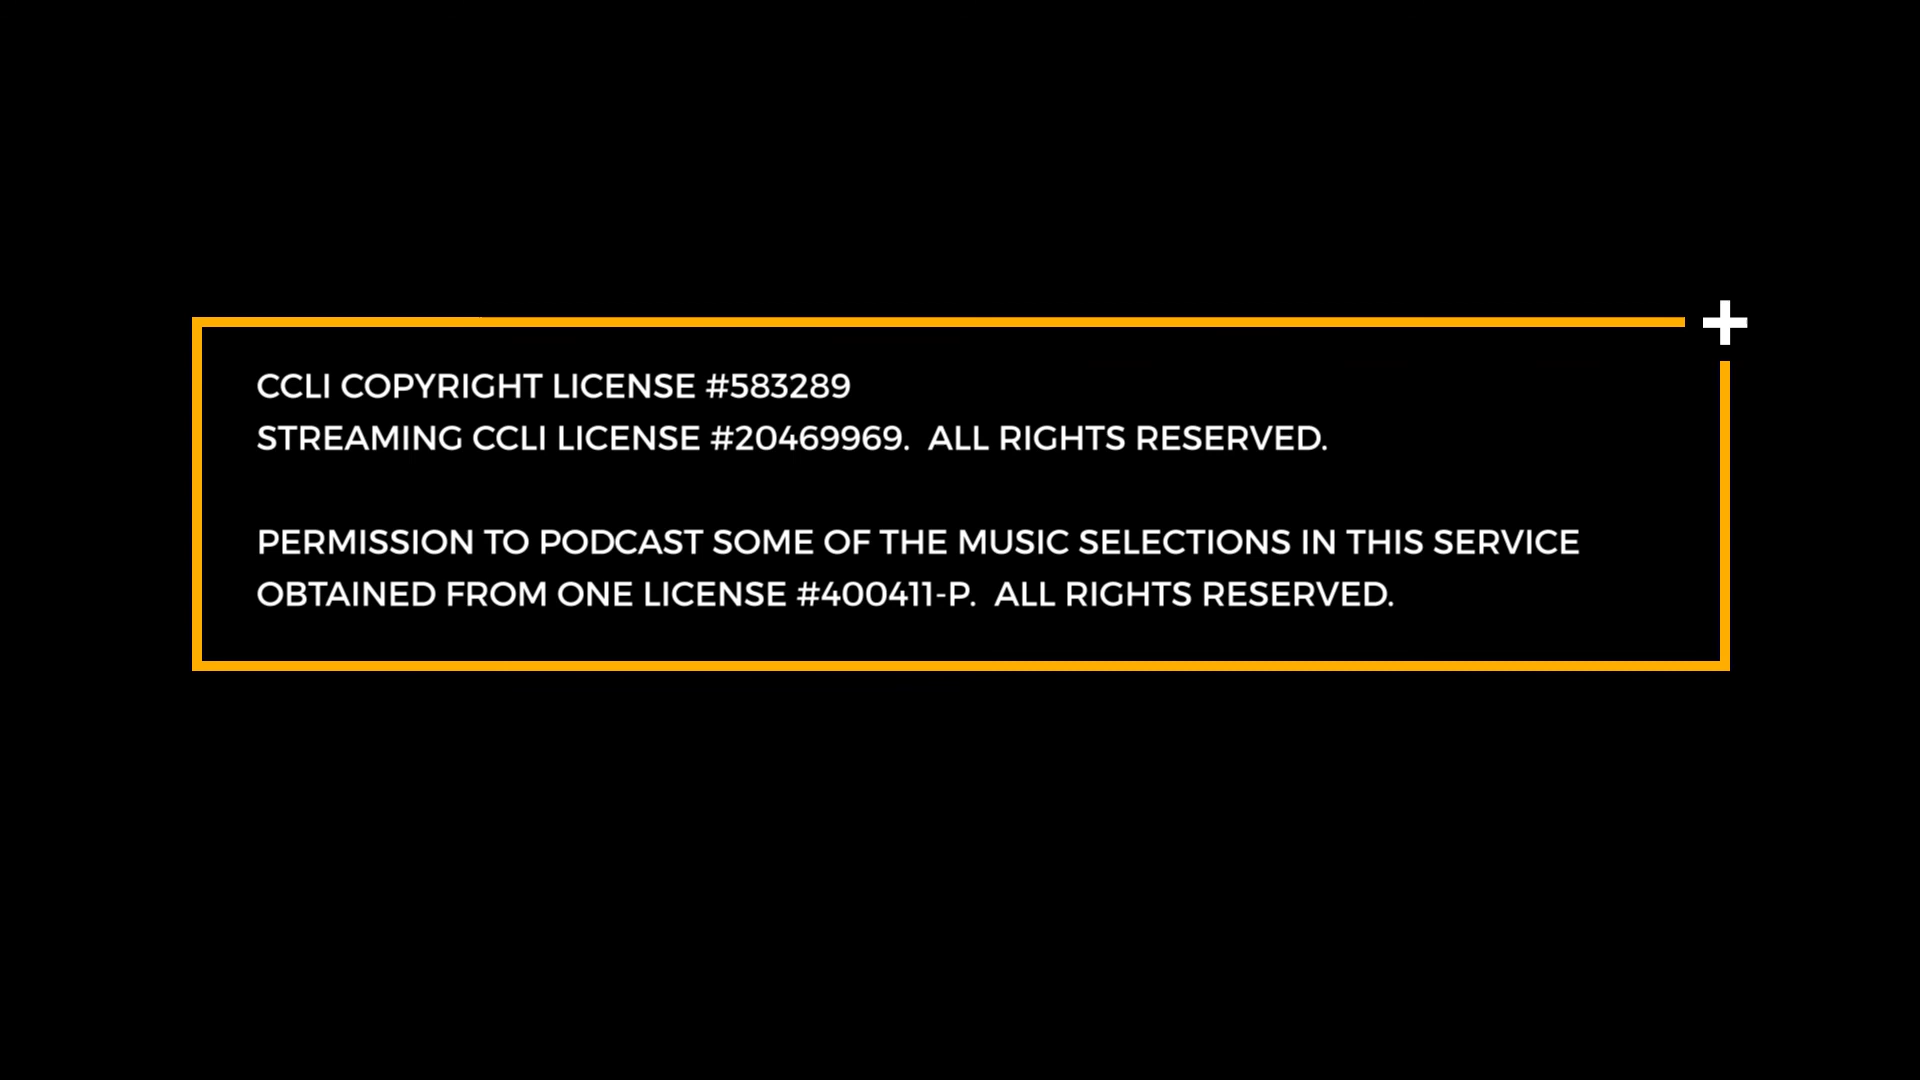 CCLI COPYRIGHT LICENSE #583289
STREAMING CCLI LICENSE #20469969.  ALL RIGHTS RESERVED.
PERMISSION TO PODCAST SOME OF THE MUSIC SELECTIONS IN THIS SERVICE
OBTAINED FROM ONE LICENSE #400411-P.  ALL RIGHTS RESERVED.